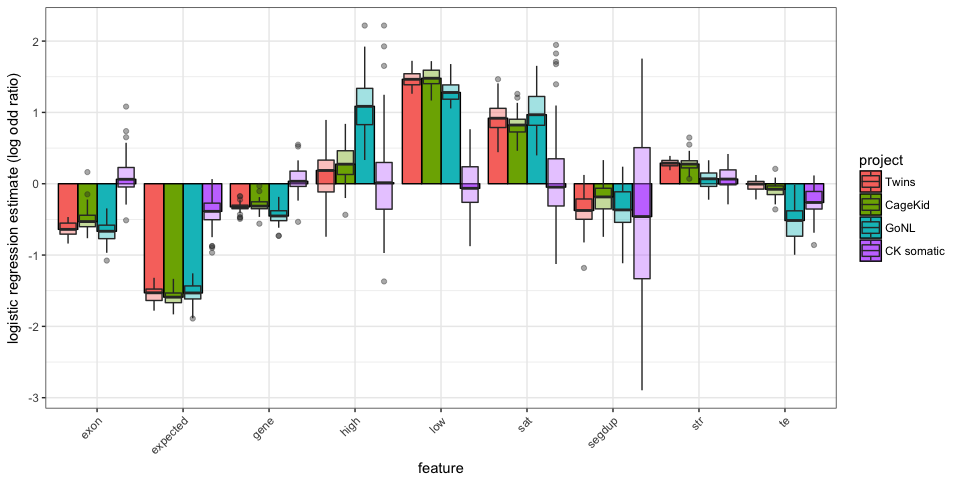 logistic regression estimate (log odd ratio)
2
1
0
-1
-2
-3
exon
expected
gene
high
low
sat
segdup
str
te
feature
project
Twins
CageKid
GoNL
CK somatic